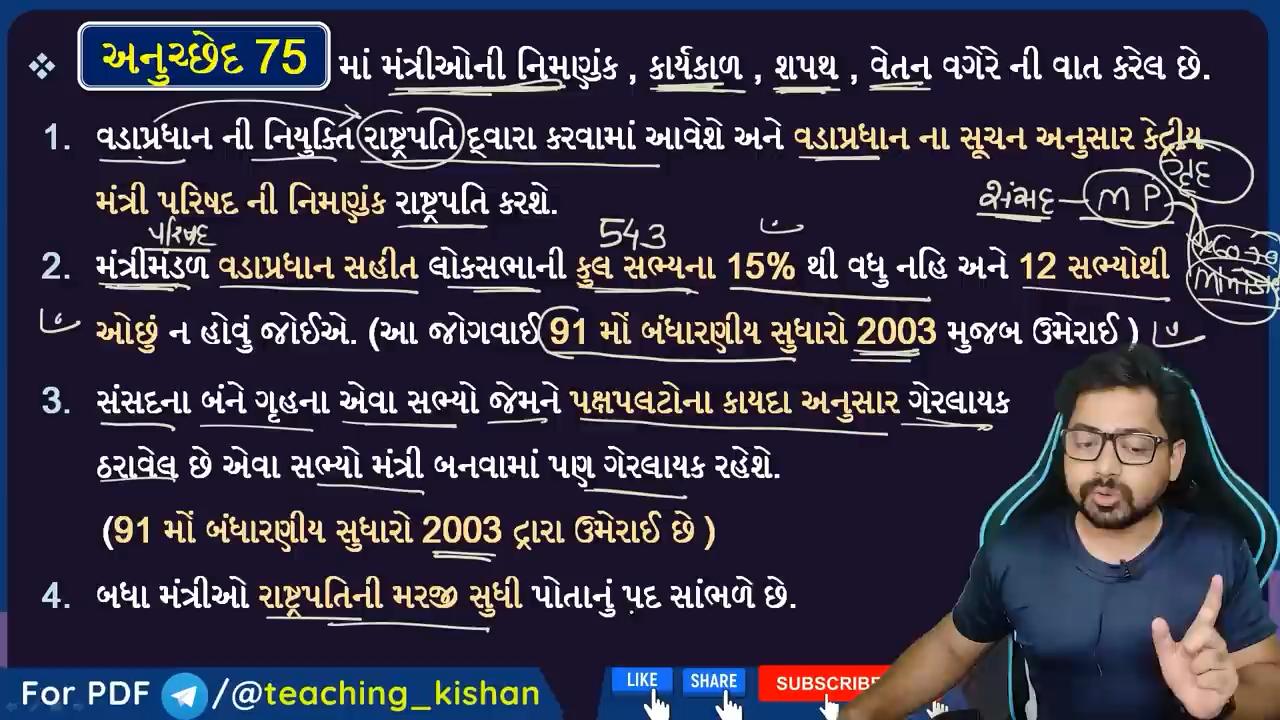 ❖ અનુચ્છેદ 75 માં મંત્રીઓની નિમણુંક , કાર્યકાળ , શપથ , વેતન વગેરે ની વાત કરેલ છે.
1. વડાપ્રધાન ની નિયુક્તિ રાષ્ટ્રપતિ દ્વારા કરવામાં આવેશે અને વડાપ્રધાન ના સૂચન અનુસાર કેટ્રીય
મંત્રી પરિષદ ની નિમણુંક રાષ્ટ્રપતિ કરશે.
સંસદ - MP
પરિષદ
543
2. મંત્રીમંડળ વડાપ્રધાન સહીત લોકસભાની કુલ સભ્યના 15% થી વધુ નહિ અને 12 સભ્યોથી
ઓછું ન હોવું જોઈએ. (આ જોગવાઈ 91 મોં બંધારણીય સુધારો 2003 મુજબ ઉમેરાઈ )
3. સંસદના બંને ગૃહના એવા સભ્યો જેમને પક્ષપલટોના કાયદા અનુસાર ગેરલાયક
ઠરાવેલ છે એવા સભ્યો મંત્રી બનવામાં પણ ગેરલાયક રહેશે.
(91 મોં બંધારણીય સુધારો 2003 ટ્રારા ઉમેરાઈ છે )
4. બધા મંત્રીઓ રાષ્ટ્રપતિની મરજી સુધી પોતાનું પદ સાંભળે છે.
For PDF /@teaching_kishan
LIKE SHARE SUBSCRIBE